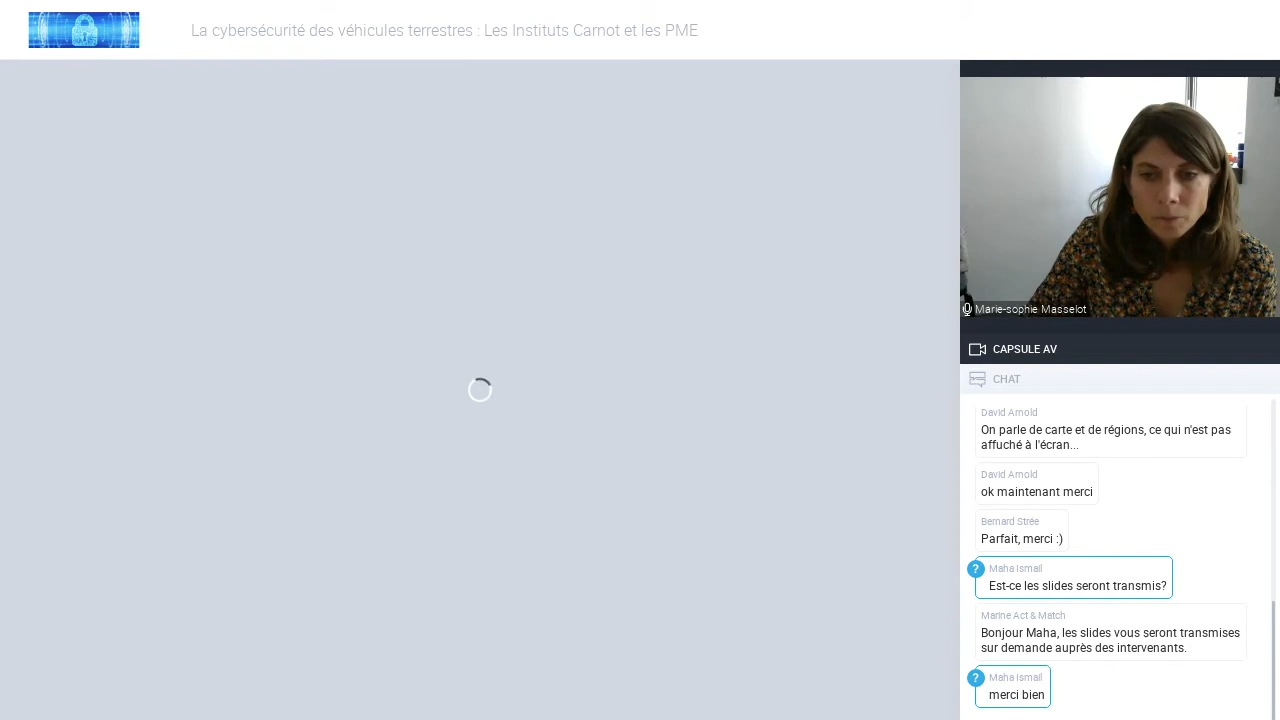 La cybersécurité des véhicules terrestres : Les Instituts Carnot et les PME
Marie-sophie Masselot
CAPSULE AV
CHAT
David Arnold
On parle de carte et de régions, ce qui n'est pas
affuché à l'écran...
David Arnold
ok maintenant merci
Bernard Strée
Parfait, merci :)
?
Maha Ismail
Est-ce les slides seront transmis?
Marine Act & Match
Bonjour Maha, les slides vous seront transmises
sur demande auprès des intervenants.
?
Maha Ismail
merci bien